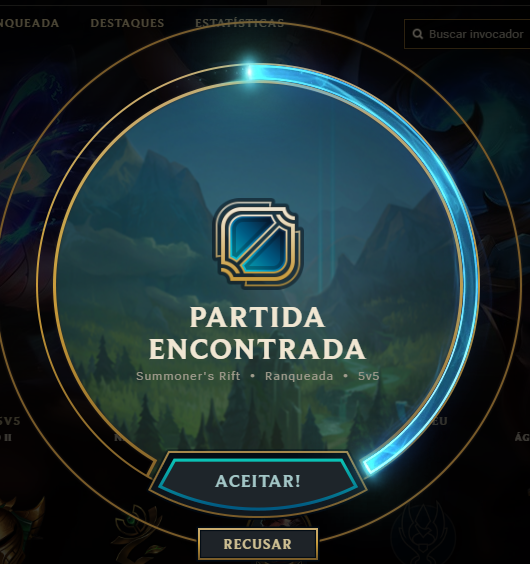 NQUEADA DESTAQUES ESTATÍSTICAS
Buscar invocador
PARTIDA
ENCONTRADA
Summoner's Rift • Ranqueada • 5v5
ACEITAR!
RECUSAR